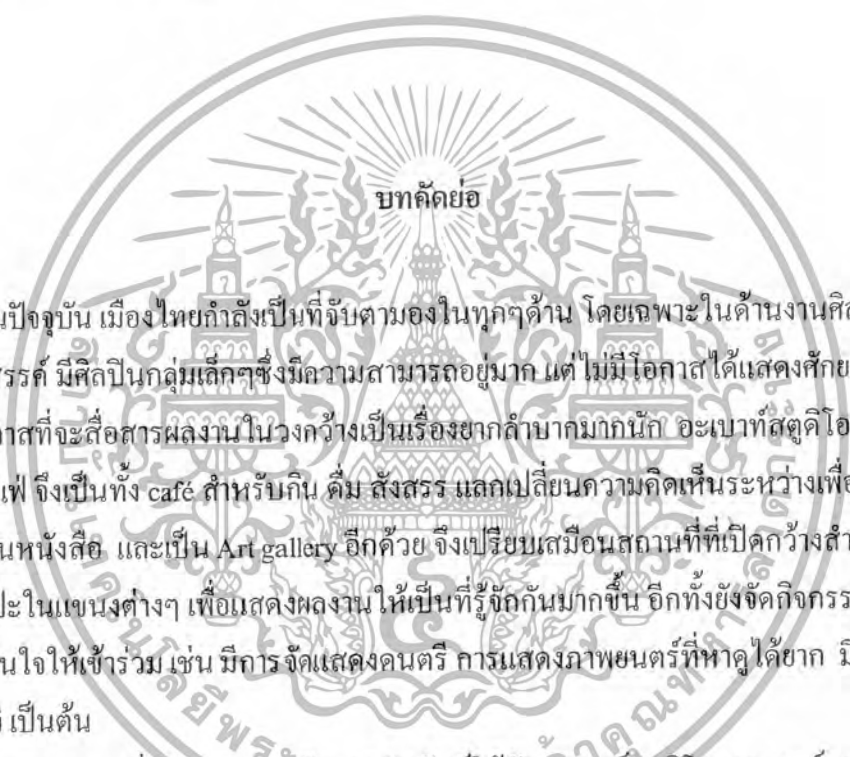 บทคัดย่อ
นปัจจุบัน เมืองไทยกำลังเป็นที่จับตามองในทุกๆด้าน โดยเฉพาะในด้านงานศิล
สรรค์ มีศิลปินกลุ่มเล็กๆซึ่งมีความสามารถอยู่มาก แต่ไม่มีโอกาสได้แสดงศักย
าสที่จะสื่อสารผลงานในวงกว้างเป็นเรื่องยากลำบากมากนัก อะเบาท์สตูดิโอ
แฟ่ จึงเป็นทั้ง café สำหรับกิน ดื่ม สังสรร แลกเปลี่ยนความคิดเห็นระหว่างเพื่อ
นหนังสือ และเป็น Art gallery อีกด้วย จึงเปรียบเสมือนสถานที่ที่เปิดกว้างสำ
ปะในแขนงต่างๆ เพื่อแสดงผลงานให้เป็นที่รู้จักกันมากขึ้น อีกทั้งยังจัดกิจกรร
นใจให้เข้าร่วม เช่น มีการจัดแสดงดนตรี การแสดงภาพยนตร์ที่หาดูได้ยาก มี
เป็นต้น